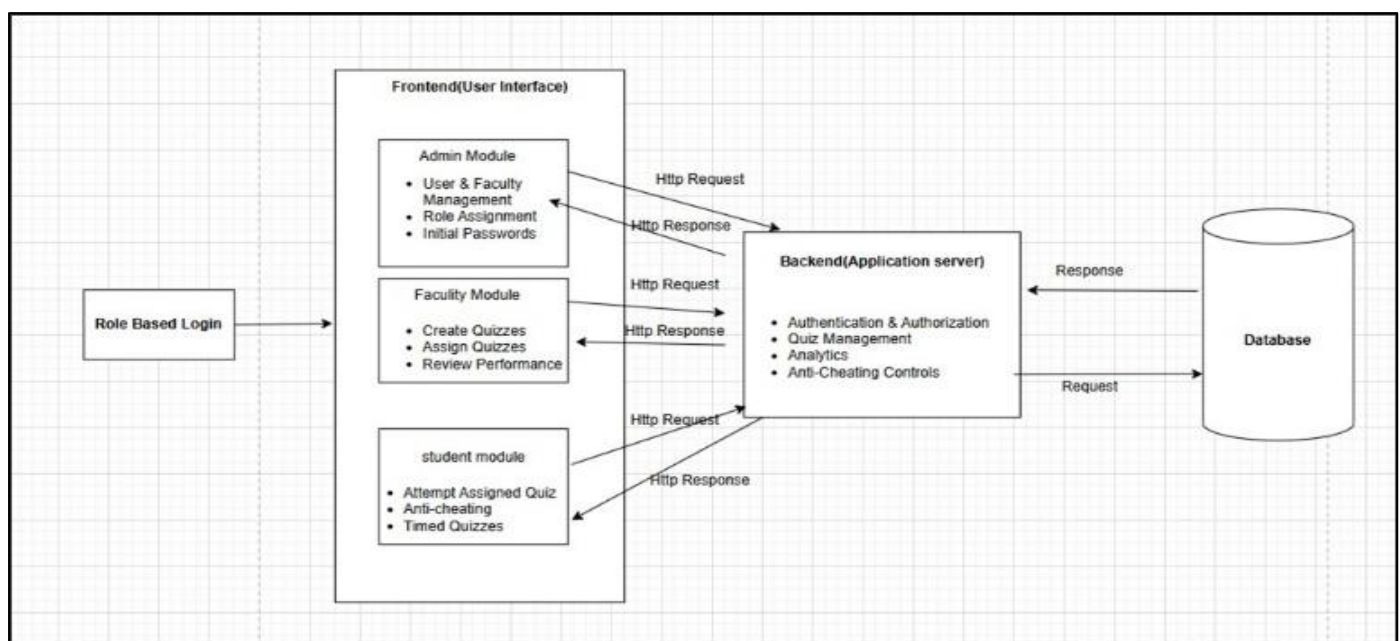 Frontend(User Interface)
Admin Module
• User & Faculty
Management
• Role Assignment
• Initial Passwords
Http Request
Http Response
Role Based Login
Faculity Module
• Create Quizzes
• Assign Quizzes
• Review Performance
Http Request
Http Response
student module
• Attempt Assigned Quiz
• Anti-cheating
• Timed Quizzes
Http Request
Http Response
Backend(Application server)
• Authentication & Authorization
• Quiz Management
• Analytics
• Anti-Cheating Controls
Response
Request
Database